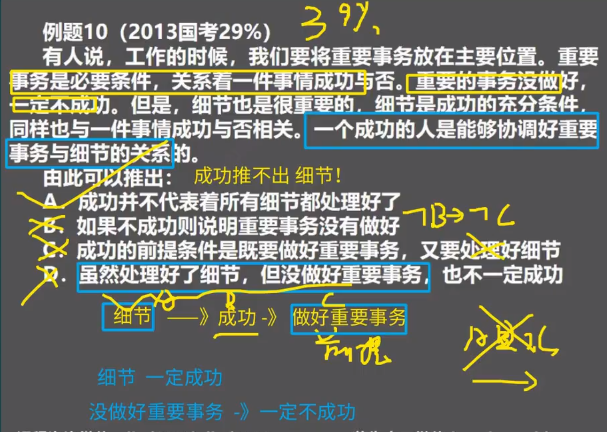 例题10（2013国考29%）
39%
有人说，工作的时候，我们要将重要事务放在主要位置。重要
事务是必要条件，关系着一件事情成功与否。重要的事务没做好，
一定不成功。但是，细节也是很重要的，细节是成功的充分条件，
同样也与一件事情成功与否相关。一个成功的人是能够协调好重要
事务与细节的关系的。
由此可以推出： 成功推不出 细节！
A．成功并不代表着所有细节都处理好了
B．如果不成功则说明重要事务没有做好 ¬B→¬C
C．成功的前提条件是既要做好重要事务，又要处理好细节
D．虽然处理好了细节，但没做好重要事务，也不一定成功
A B C
细节 ——》成功 -》 做好重要事务
前提
细节 一定成功
没做好重要事务 -》一定不成功